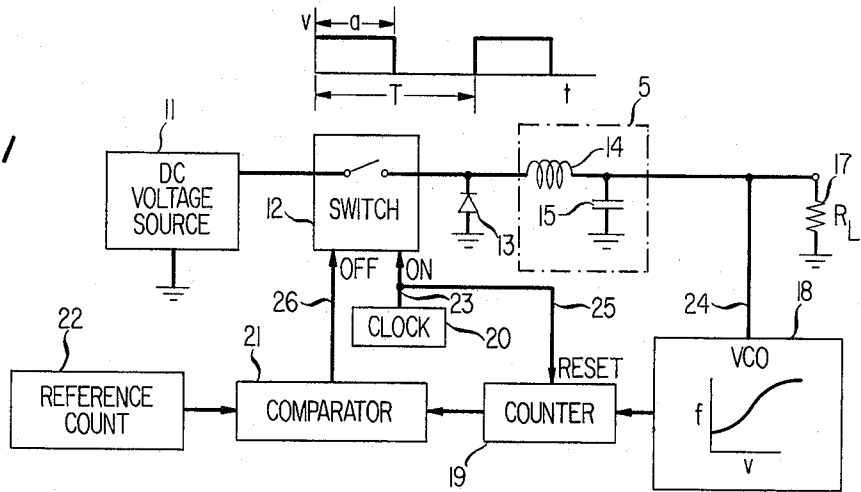 v a
T t
5
/
11
DC
VOLTAGE
SOURCE
12
SWITCH
13
14
15
17
R_L
OFF ON
26 23 25 24 18
CLOCK 20
22
21
REFERENCE
COUNT
COMPARATOR
RESET
COUNTER
19
VCO
f
v